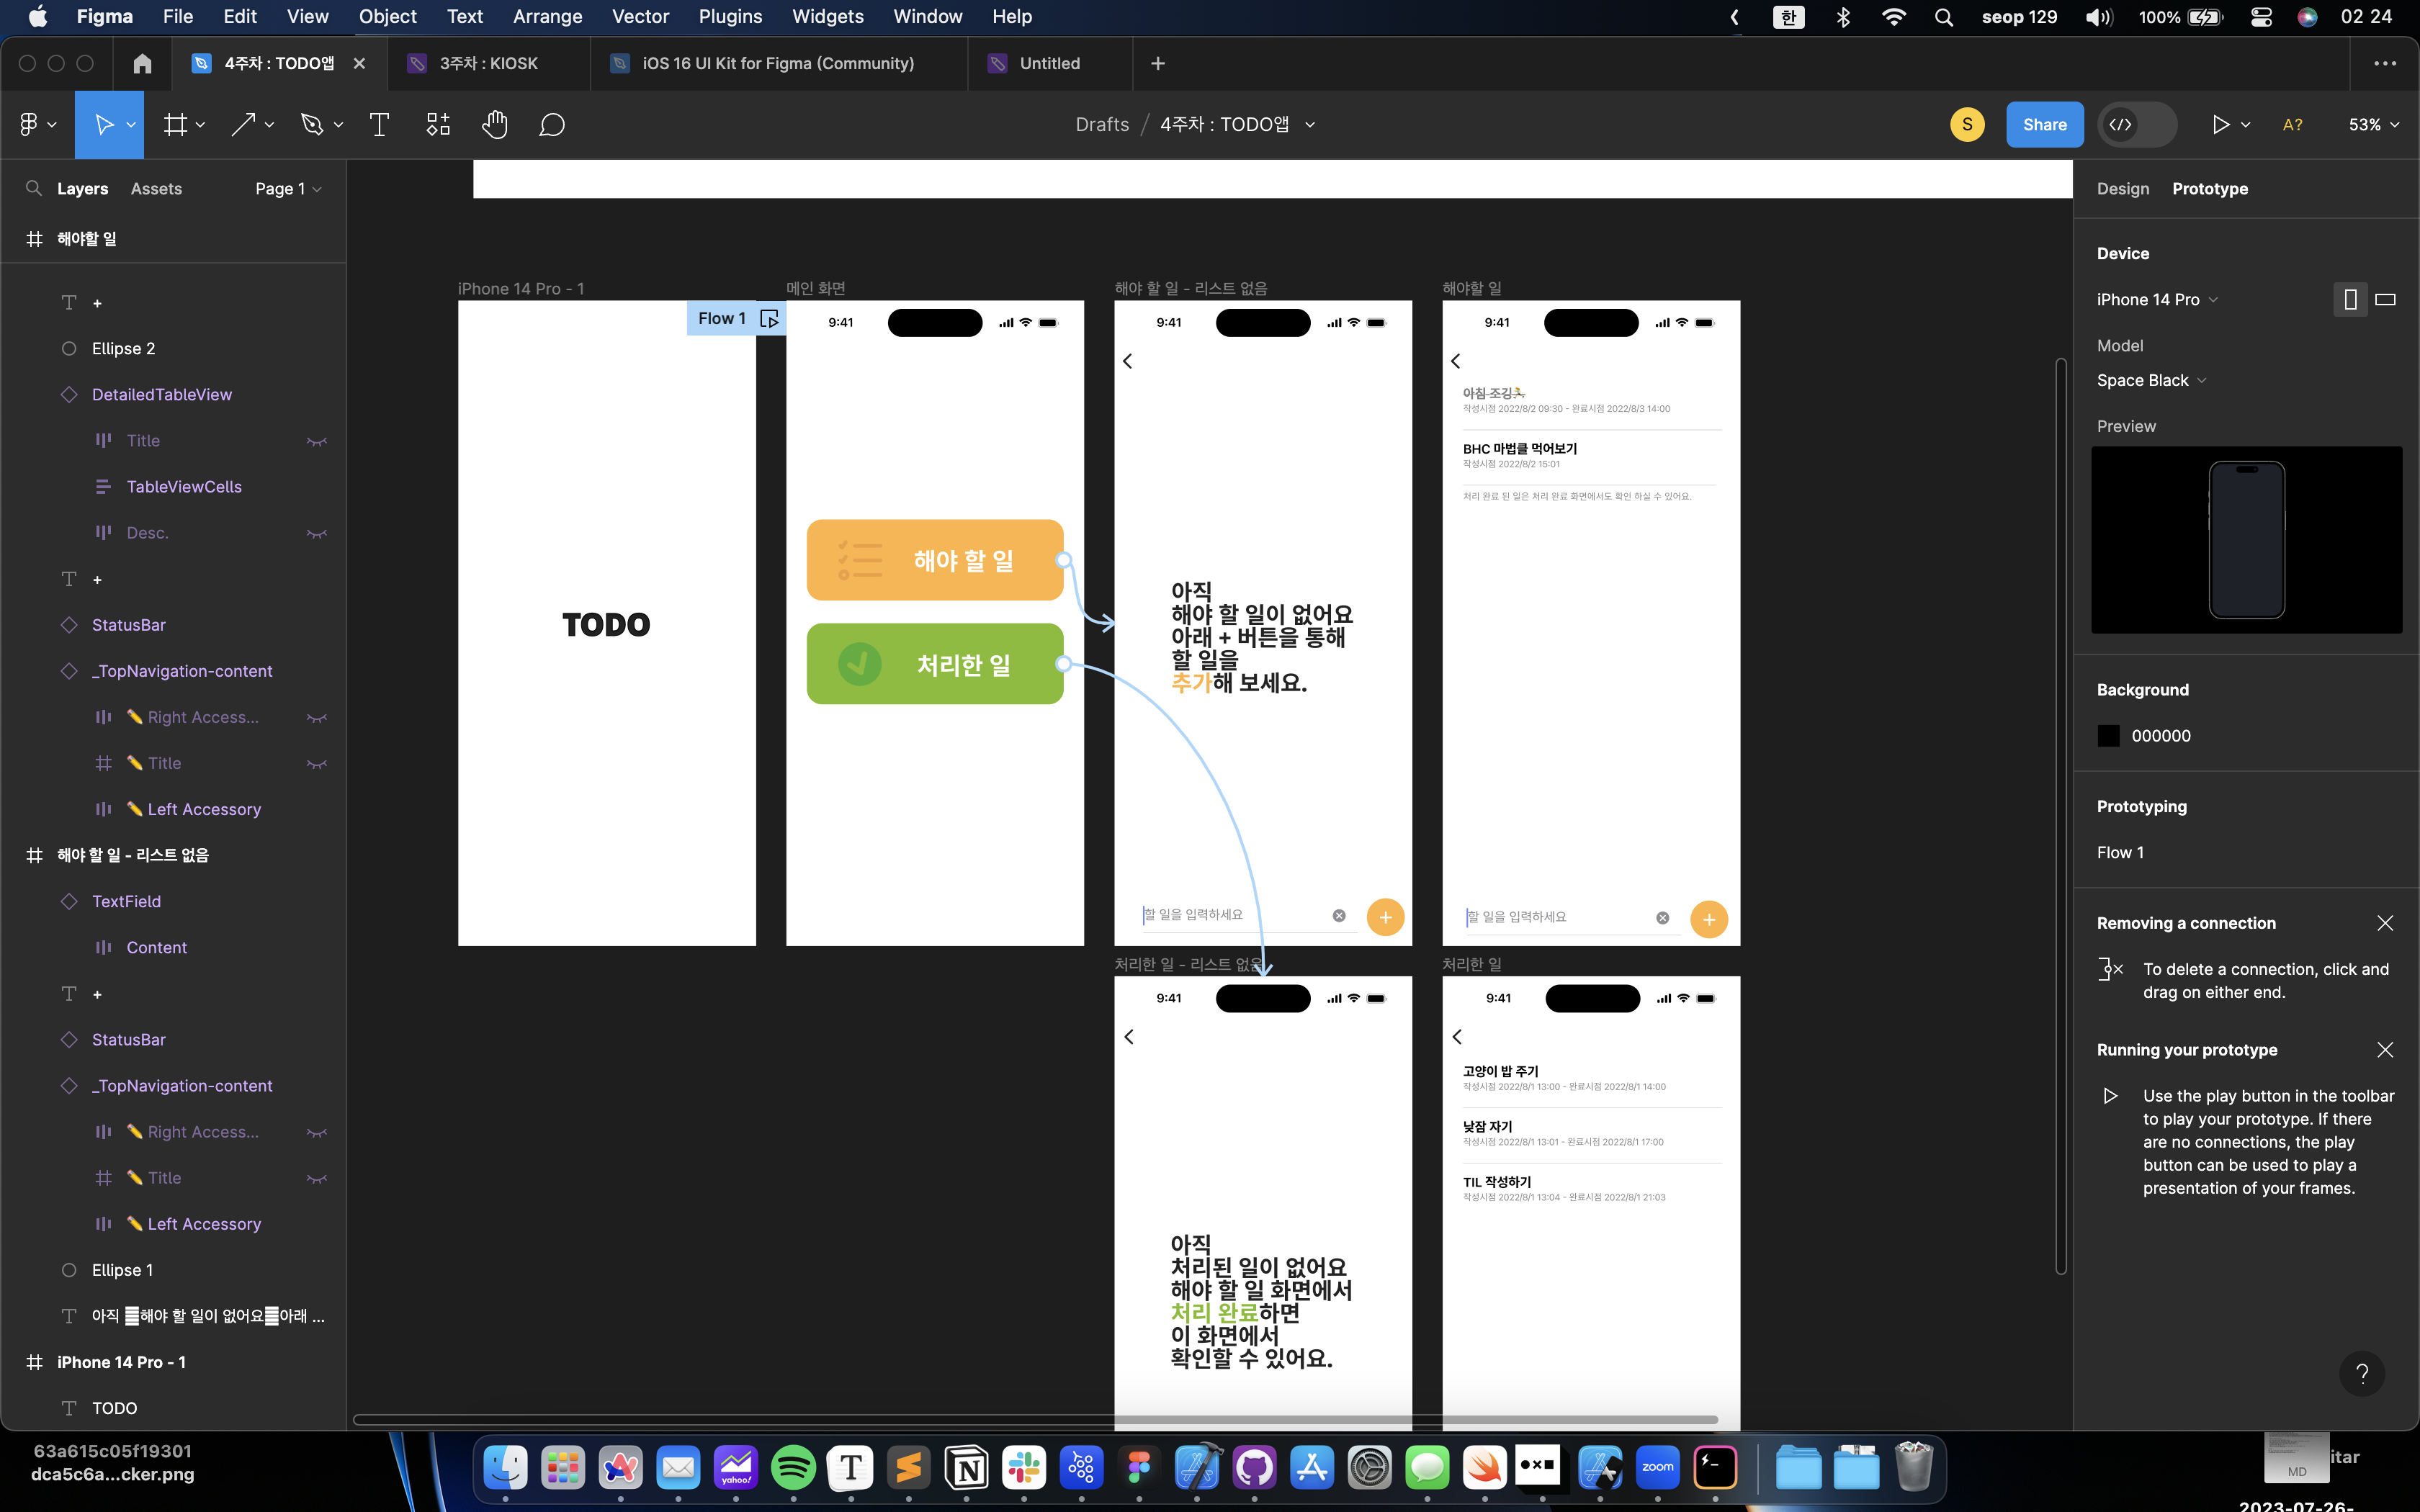 Figma File Edit View Object Text Arrange Vector Plugins Widgets Window Help
한 seop 129 100% 02 24
4주차 : TODO앱
3주차 : KIOSK
iOS 16 UI Kit for Figma (Community)
Untitled
Drafts / 4주차 : TODO앱
S
Share
A?
53%
Layers Assets Page 1
해야할 일
+
Ellipse 2
DetailedTableView
Title
TableViewCells
Desc.
+
StatusBar
_TopNavigation-content
✏️ Right Access...
✏️ Title
✏️ Left Accessory
해야 할 일 - 리스트 없음
TextField
Content
+
StatusBar
_TopNavigation-content
✏️ Right Access...
✏️ Title
✏️ Left Accessory
Ellipse 1
아직 해야 할 일이 없어요 아래 ...
iPhone 14 Pro - 1
TODO
iPhone 14 Pro - 1
TODO
Flow 1
메인 화면
9:41
해야 할 일
처리한 일
해야 할 일 - 리스트 없음
9:41
아직
해야 할 일이 없어요
아래 + 버튼을 통해
할 일을
추가해 보세요.
할 일을 입력하세요
+
해야할 일
9:41
아침 조깅🏃
작성시점 2022/8/2 09:30 - 완료시점 2022/8/3 14:00
BHC 마법클 먹어보기
작성시점 2022/8/2 15:01
처리 완료 된 일은 처리 완료 화면에서도 확인 하실 수 있어요.
할 일을 입력하세요
+
처리한 일 - 리스트 없음
9:41
아직
처리된 일이 없어요
해야 할 일 화면에서
처리 완료하면
이 화면에서
확인할 수 있어요.
처리한 일
9:41
고양이 밥 주기
작성시점 2022/8/1 13:00 - 완료시점 2022/8/1 14:00
낮잠 자기
작성시점 2022/8/1 13:01 - 완료시점 2022/8/1 17:00
TIL 작성하기
작성시점 2022/8/1 13:04 - 완료시점 2022/8/1 21:03
Design Prototype
Device
iPhone 14 Pro
Model
Space Black
Preview
Background
000000
Prototyping
Flow 1
Removing a connection
To delete a connection, click and
drag on either end.
Running your prototype
Use the play button in the toolbar
to play your prototype. If there
are no connections, the play
button can be used to play a
presentation of your frames.
?
63a615c05f19301
dca5c6a...cker.png
yahoo!
T
N
zoom
MD
itar
2023-07-26-